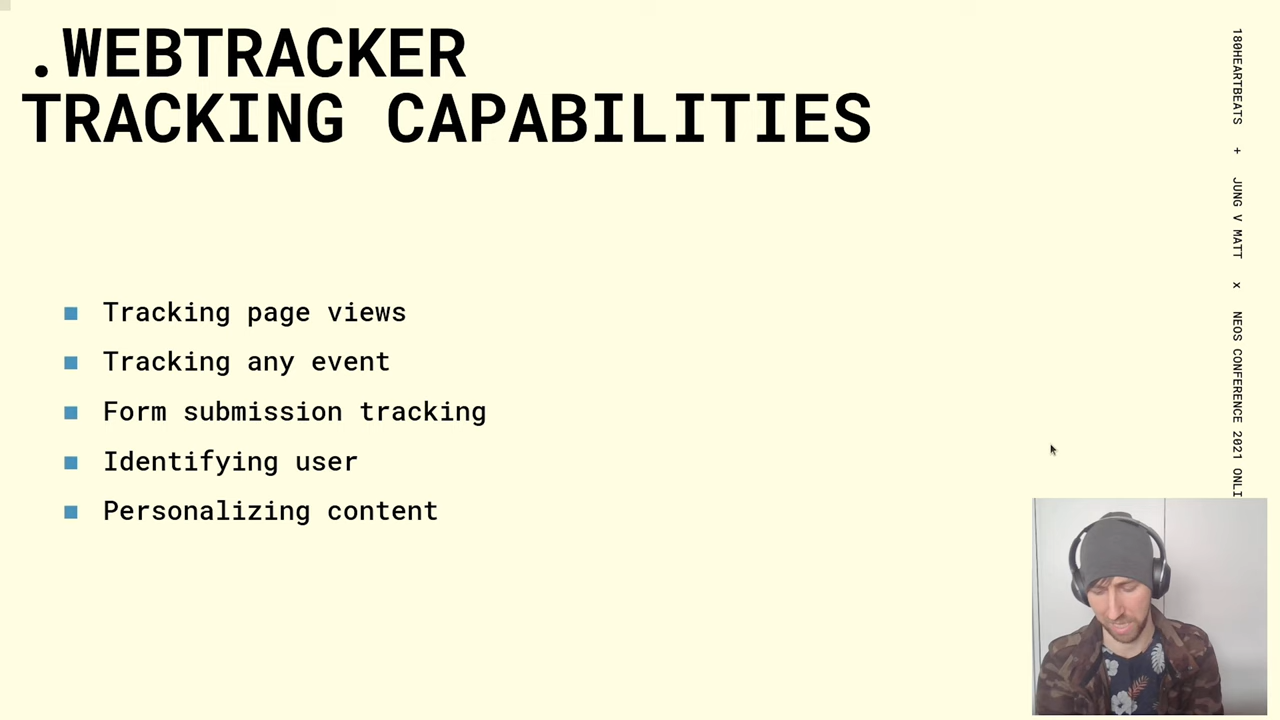 .WEBTRACKER
TRACKING CAPABILITIES
Tracking page views
Tracking any event
Form submission tracking
Identifying user
Personalizing content
180HEARTBEATS + JUNG V MATT x NEOS CONFERENCE 2021 ONLI